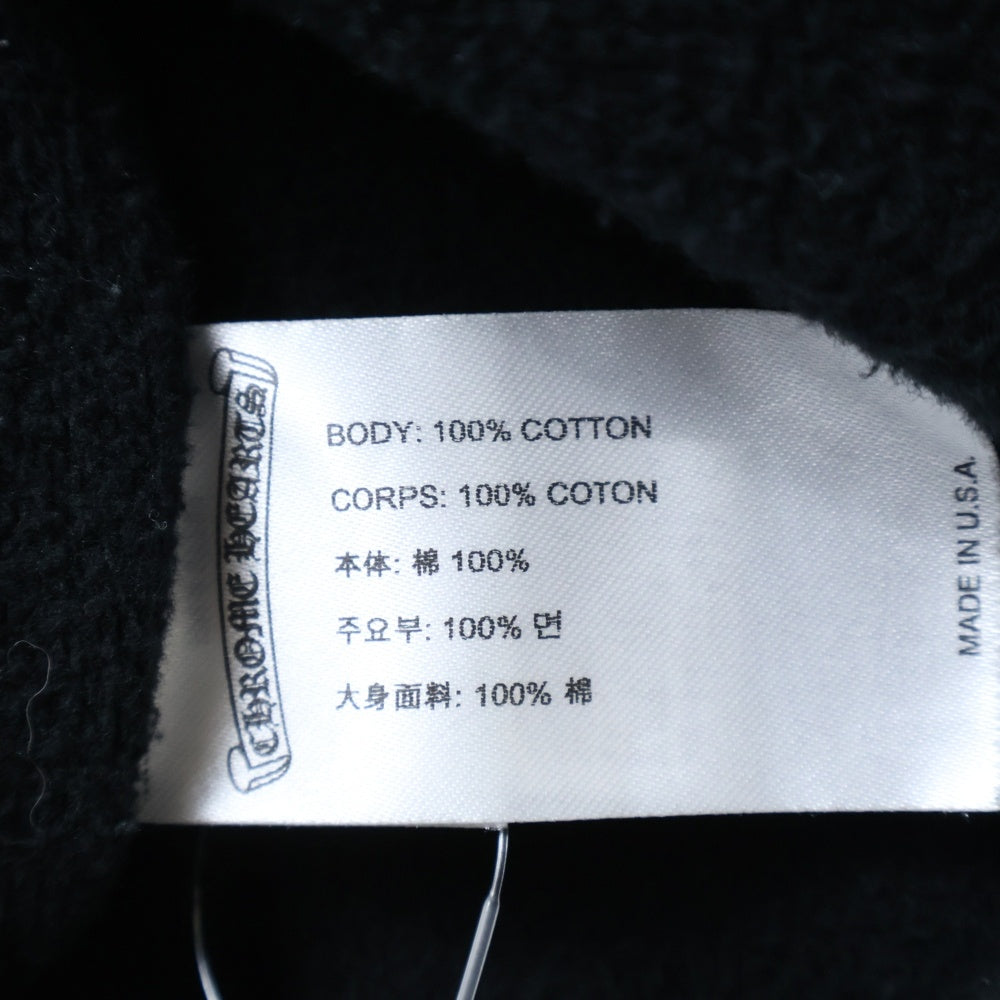 CHROME HEARTS
BODY: 100% COTTON
CORPS: 100% COTON
本体: 棉 100%
주요부: 100% 면
大身面料: 100% 棉
MADE IN U.S.A.